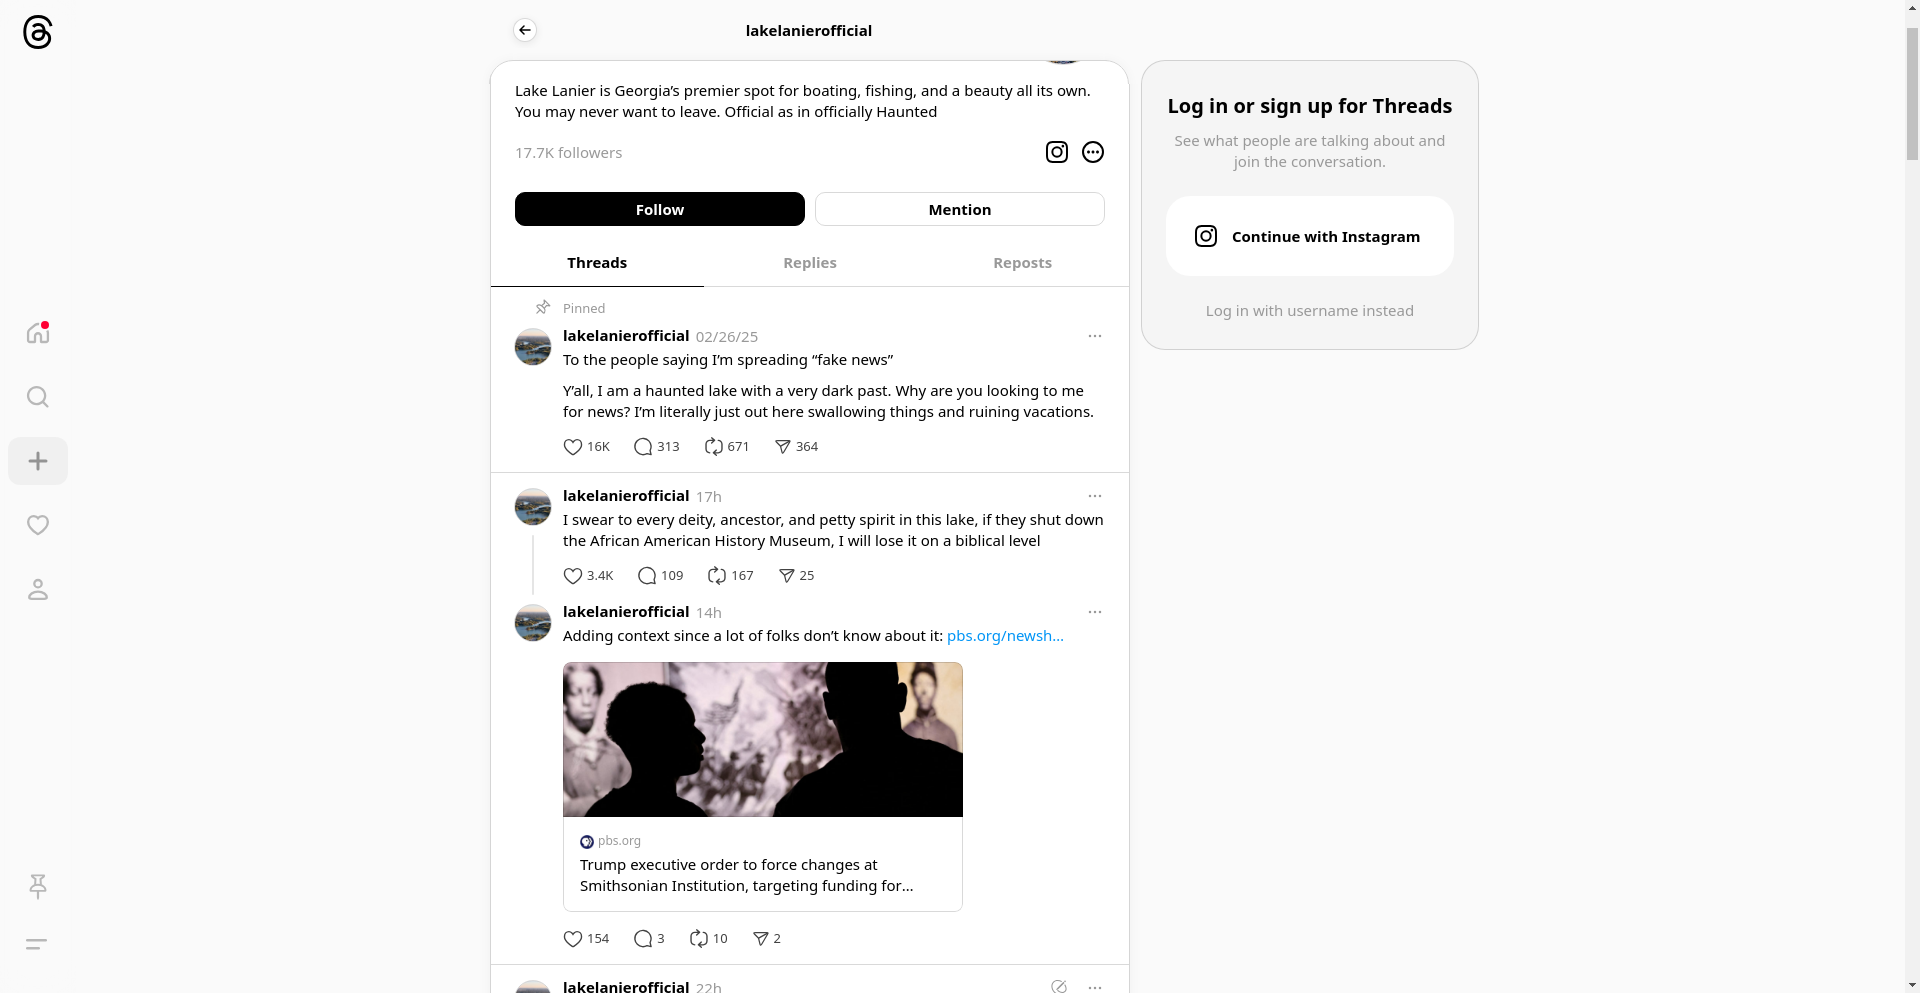 lakelanierofficial
Lake Lanier is Georgia’s premier spot for boating, fishing, and a beauty all its own.
You may never want to leave. Official as in officially Haunted
17.7K followers
Follow
Mention
Threads
Replies
Reposts
Pinned
lakelanierofficial 02/26/25
To the people saying I’m spreading “fake news”
Y’all, I am a haunted lake with a very dark past. Why are you looking to me
for news? I’m literally just out here swallowing things and ruining vacations.
16K 313 671 364
lakelanierofficial 17h
I swear to every deity, ancestor, and petty spirit in this lake, if they shut down
the African American History Museum, I will lose it on a biblical level
3.4K 109 167 25
lakelanierofficial 14h
Adding context since a lot of folks don’t know about it: pbs.org/newsh...
pbs.org
Trump executive order to force changes at
Smithsonian Institution, targeting funding for...
154 3 10 2
lakelanierofficial 22h
Log in or sign up for Threads
See what people are talking about and
join the conversation.
Continue with Instagram
Log in with username instead